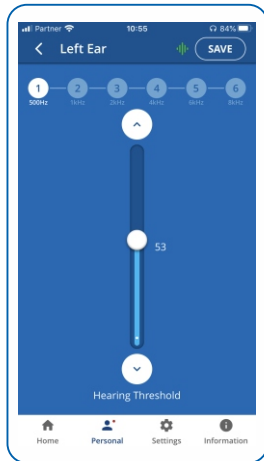 Partner 10:55 84%
Left Ear SAVE
1 2 3 4 5 6
500Hz 1kHz 2kHz 4kHz 6kHz 8kHz
53
Hearing Threshold
Home Personal Settings Information